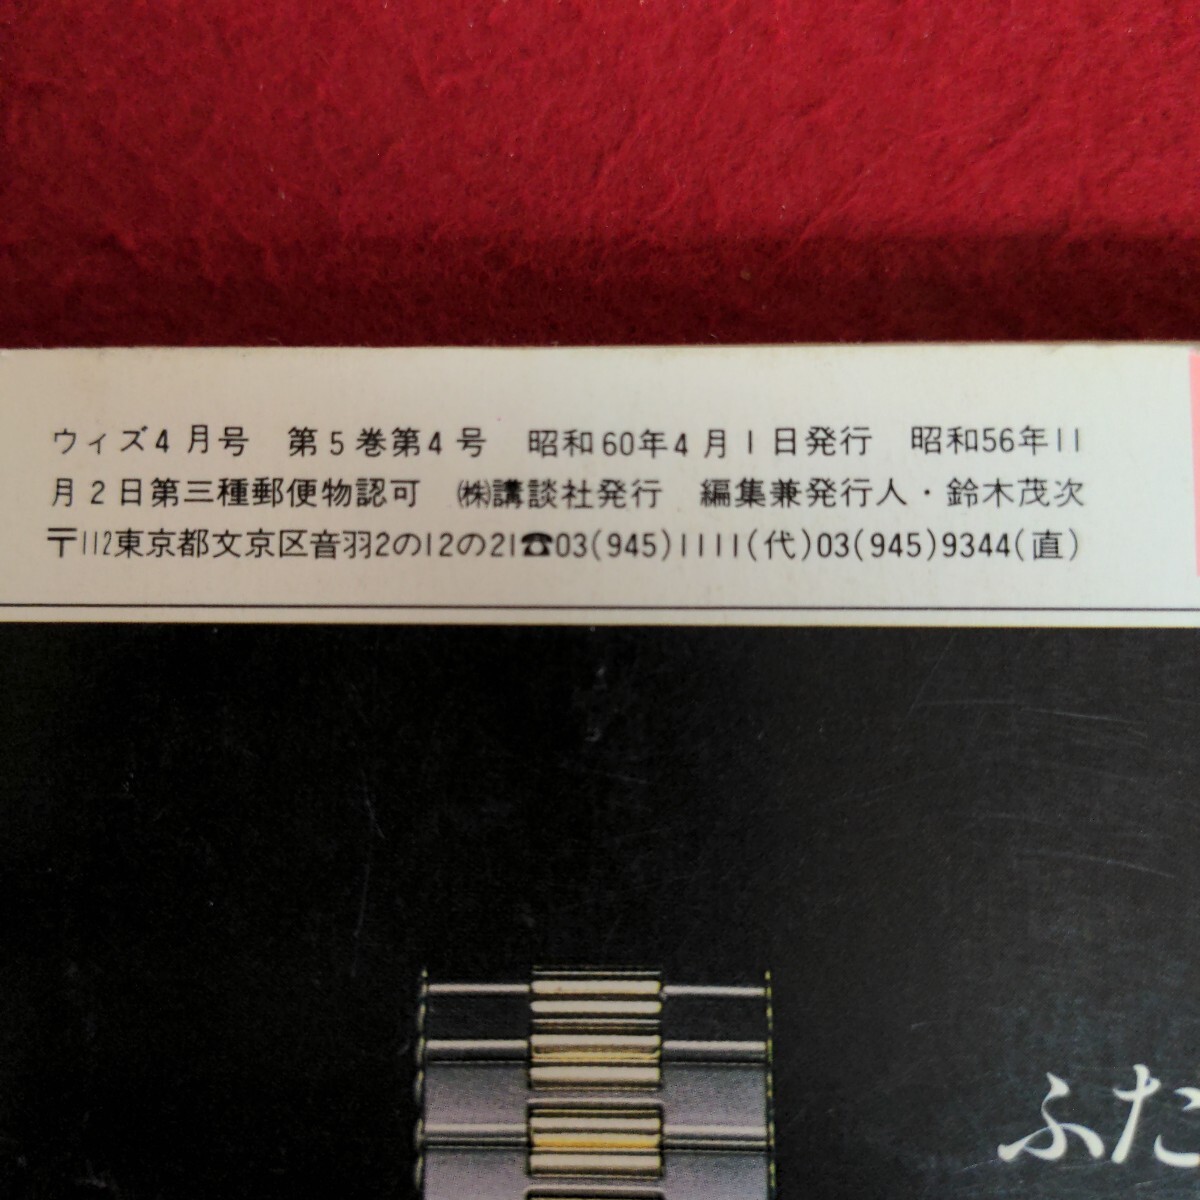 ウィズ4月号　第5巻第4号　昭和60年4月1日発行　昭和56年11
月2日第三種郵便物認可　㈱講談社発行　編集兼発行人・鈴木茂次
〒112東京都文京区音羽2の12の21☎03(945)1111(代)03(945)9344(直)
ふた